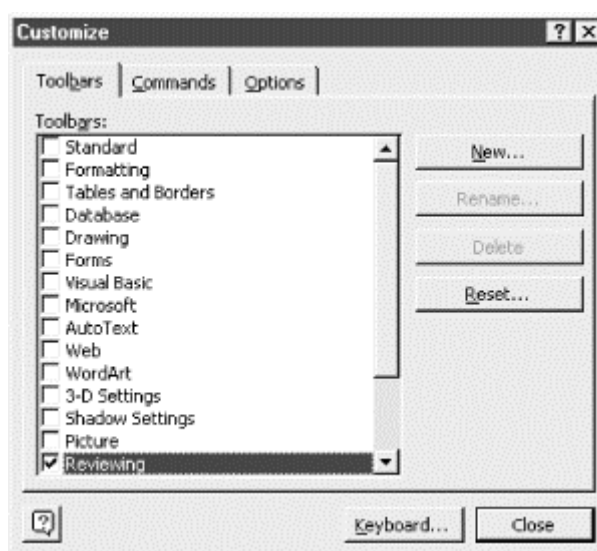 Customize
Toolbars Commands Options
Toolbars:
Standard
Formatting
Tables and Borders
Database
Drawing
Forms
Visual Basic
Microsoft
AutoText
Web
WordArt
3-D Settings
Shadow Settings
Picture
Reviewing
New...
Rename...
Delete
Reset...
Keyboard... Close